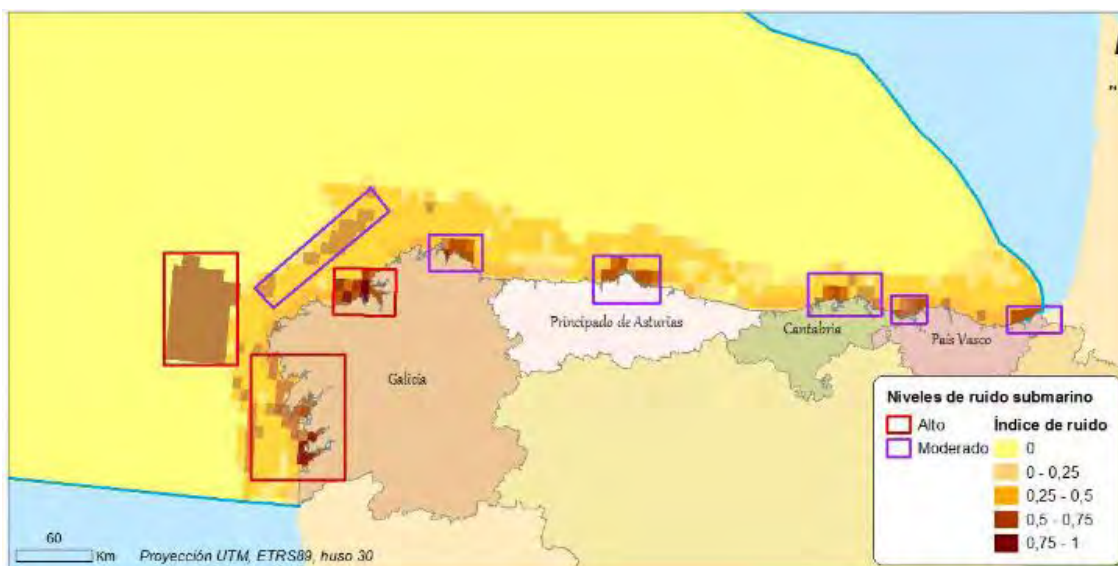 Principado de Asturias
Cantabria
País Vasco
Galicia
Niveles de ruido submarino
Alto
Moderado
Índice de ruido
0
0 - 0,25
0,25 - 0,5
0,5 - 0,75
0,75 - 1
60
Km
Proyección UTM, ETRS89, huso 30